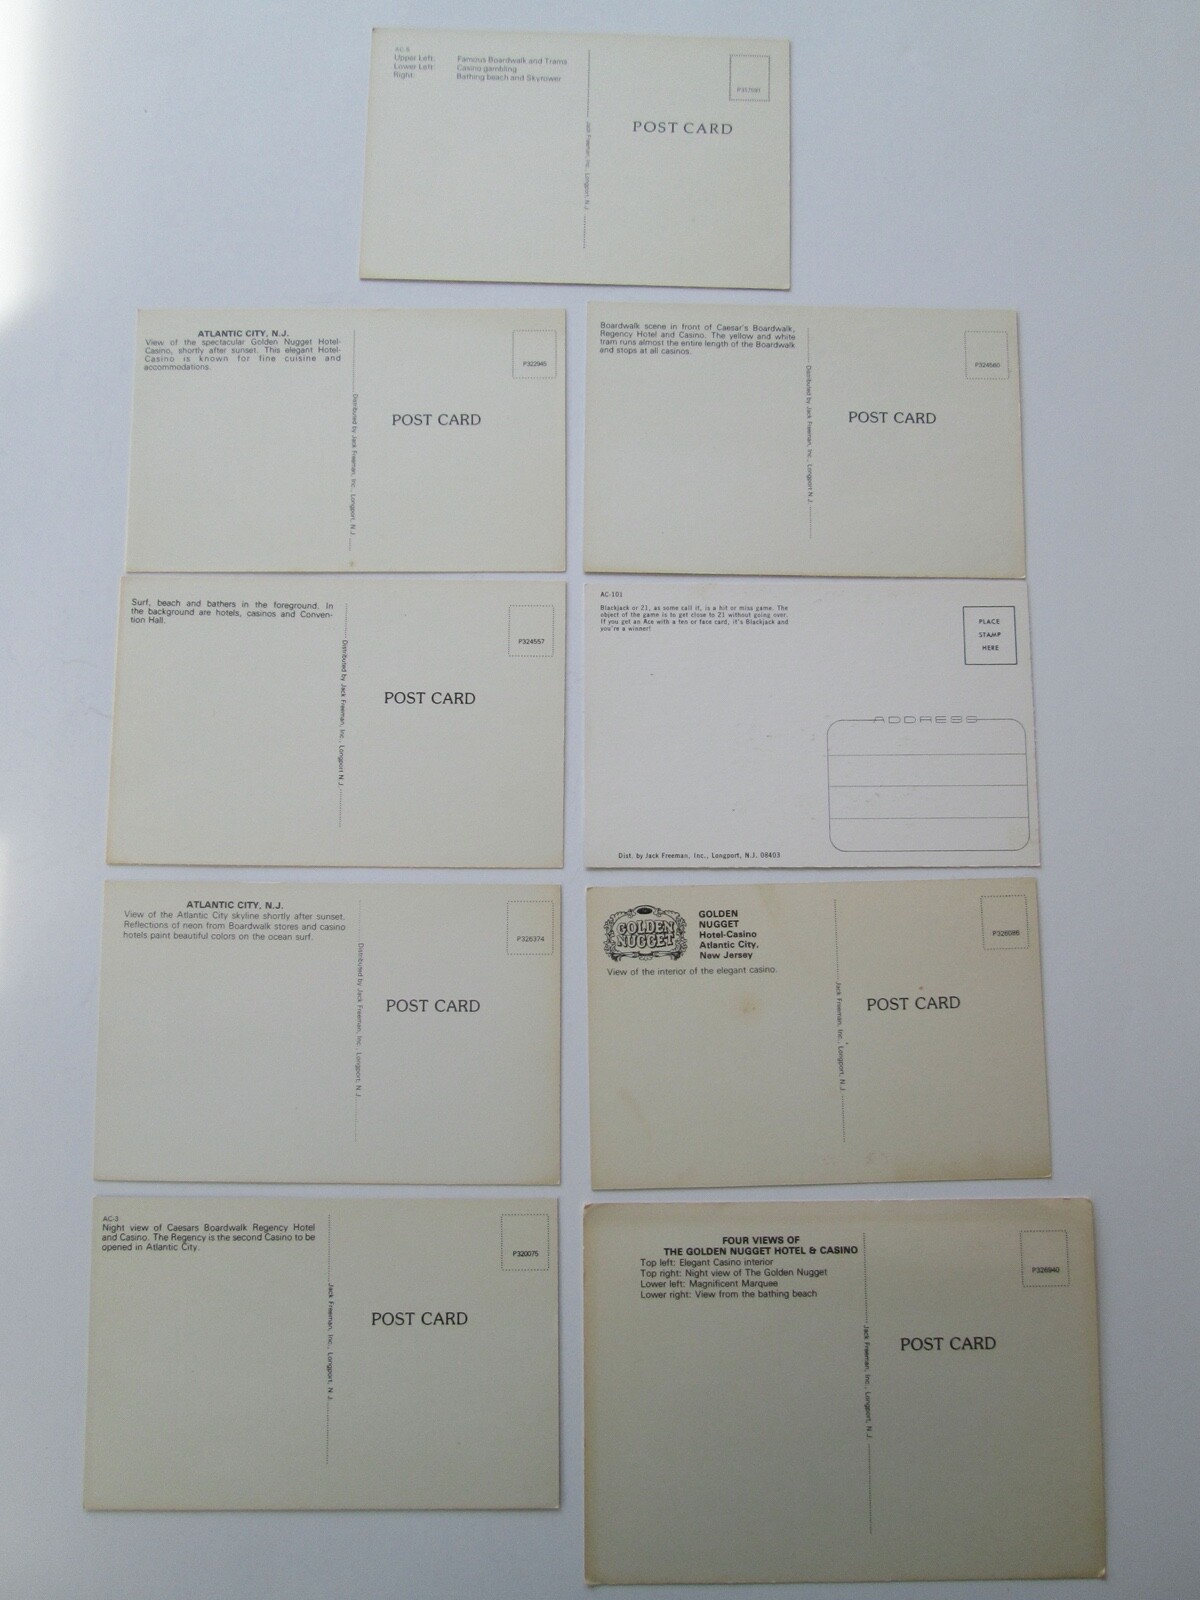 AC-5
Upper Left: Famous Boardwalk and Trams
Lower Left: Casino gambling
Right: Bathing beach and Skytower
Jack Freeman, Inc. Longport, N.J.
POST CARD
ATLANTIC CITY, N.J.
View of the spectacular Golden Nugget Hotel-
Casino, shortly after sunset. This elegant Hotel-
Casino is known for fine cuisine and
accommodations.
Distributed by Jack Freeman, Inc., Longport, N.J.
P322945
POST CARD
Boardwalk scene in front of Caesar's Boardwalk,
Regency Hotel and Casino. The yellow and white
tram runs almost the entire length of the Boardwalk
and stops at all casinos.
Distributed by Jack Freeman, Inc., Longport N.J.
P324560
POST CARD
Surf, beach and bathers in the foreground. In
the background are hotels, casinos and Conven-
tion Hall.
Distributed by Jack Freeman, Inc., Longport N.J.
P324557
POST CARD
AC-101
Blackjack or 21, as some call it, is a hit or miss game. The
object of the game is to get close to 21 without going over.
If you get an Ace with a ten or face card, it's Blackjack and
you're a winner!
PLACE
STAMP
HERE
ADDRESS
Dist. by Jack Freeman, Inc., Longport, N.J. 08403
ATLANTIC CITY, N.J.
View of the Atlantic City skyline shortly after sunset.
Reflections of neon from Boardwalk stores and casino
hotels paint beautiful colors on the ocean surf.
Distributed by Jack Freeman, Inc., Longport, N.J.
P326374
POST CARD
GOLDEN
NUGGET
GOLDEN
NUGGET
Hotel-Casino
Atlantic City,
New Jersey
View of the interior of the elegant casino.
Jack Freeman, Inc., Longport, N.J.
POST CARD
AC-3
Night view of Caesars Boardwalk Regency Hotel
and Casino. The Regency is the second Casino to be
opened in Atlantic City.
Jack Freeman, Inc., Longport, N.J.
P320075
POST CARD
FOUR VIEWS OF
THE GOLDEN NUGGET HOTEL & CASINO
Top left: Elegant Casino interior
Top right: Night view of The Golden Nugget
Lower left: Magnificent Marquee
Lower right: View from the bathing beach
Jack Freeman, Inc., Longport, N.J.
P326940
POST CARD